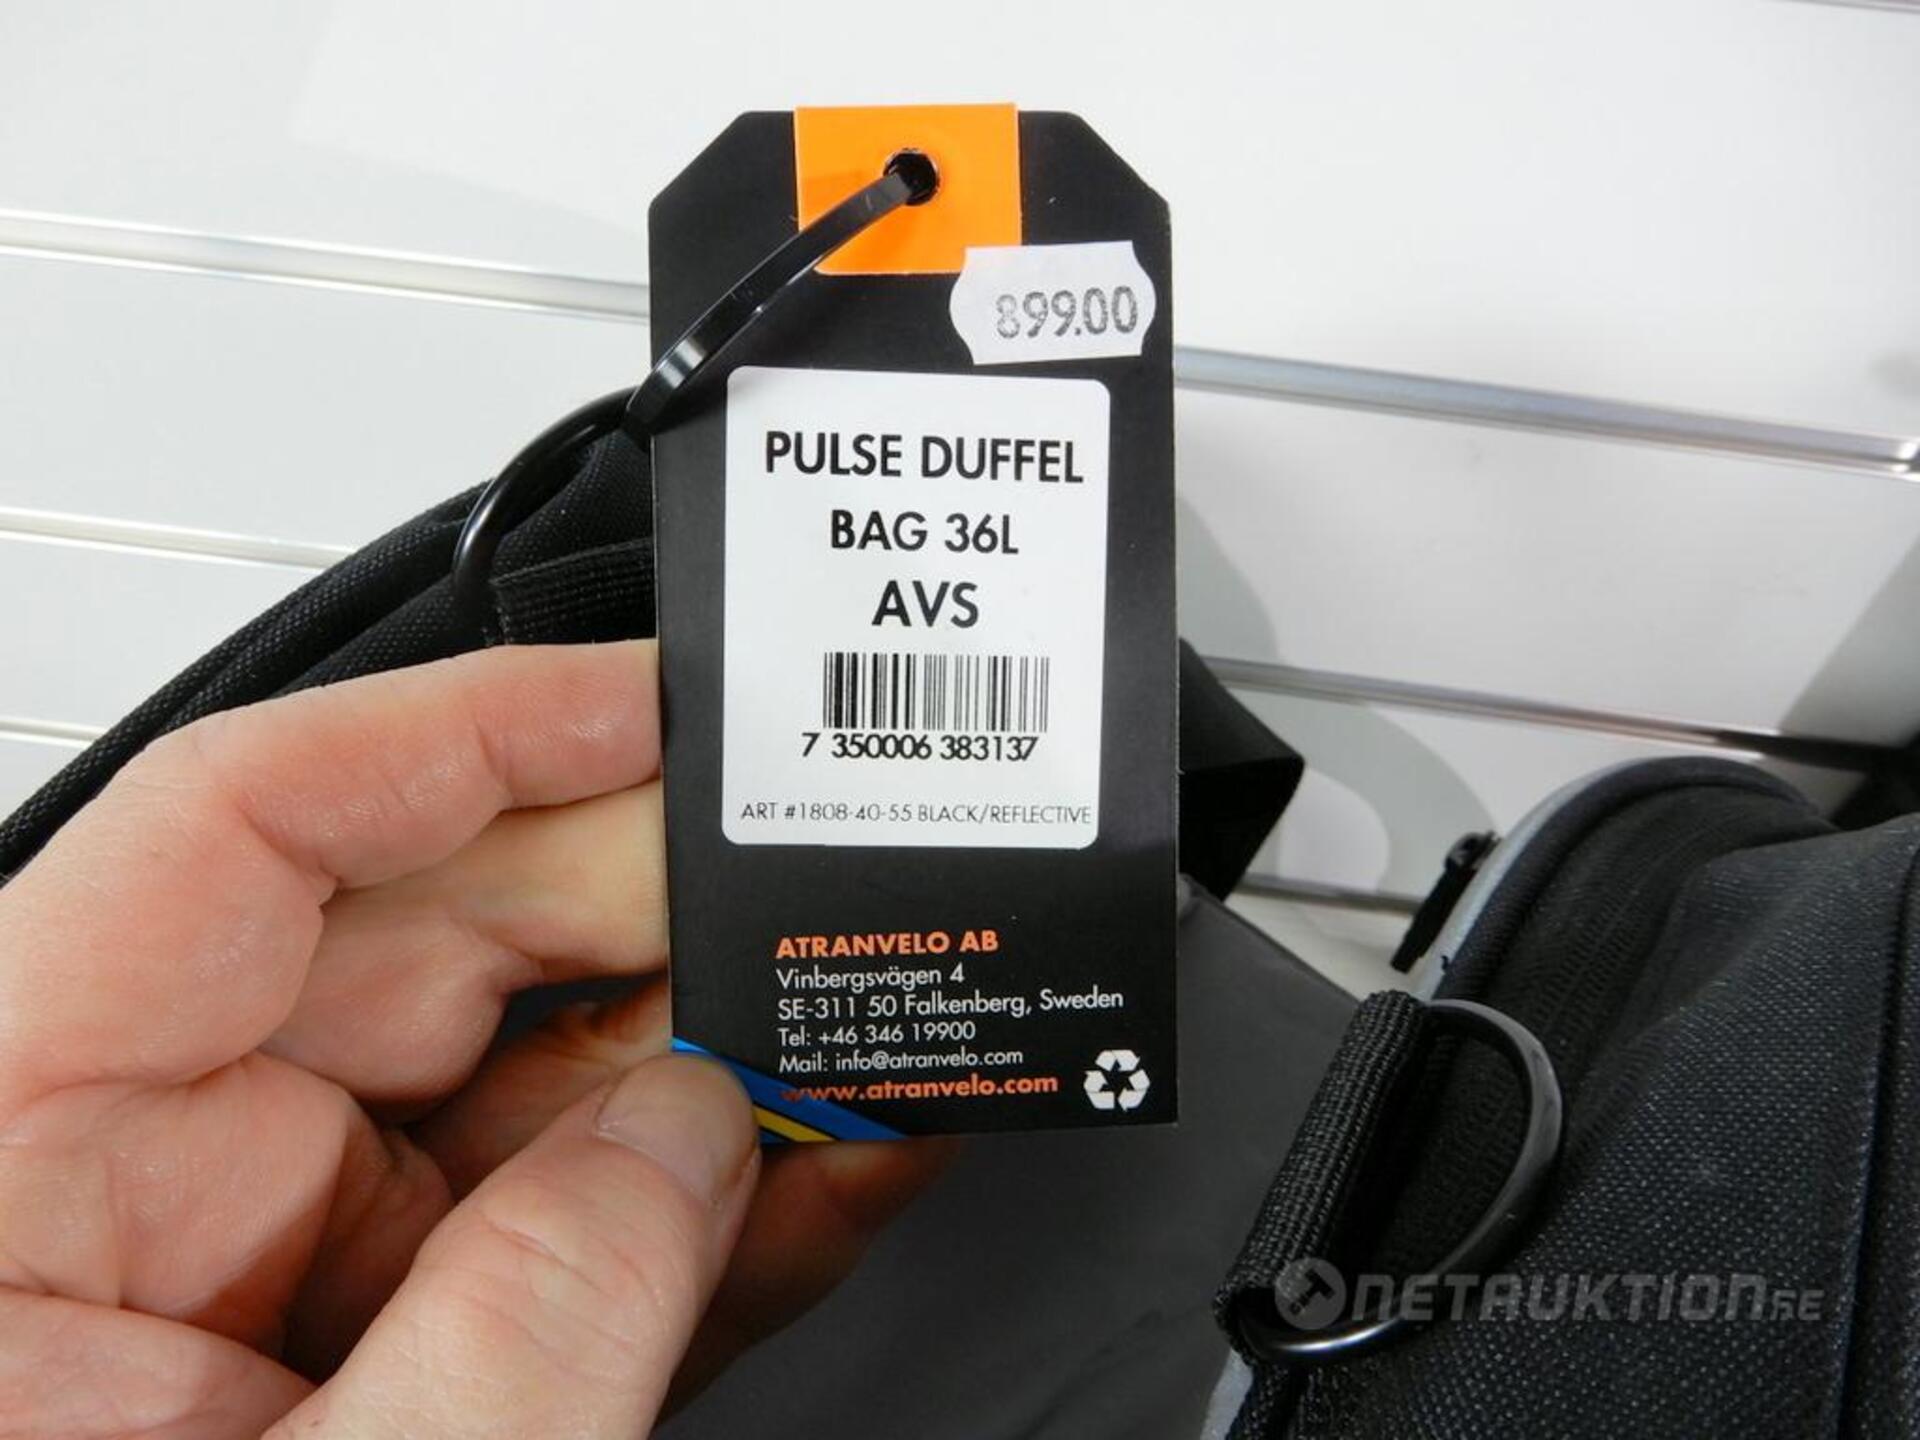 899.00
PULSE DUFFEL
BAG 36L
AVS
7 350006 383137
ART #1808-40-55 BLACK/REFLECTIVE
ATRANVELO AB
Vinbergsvägen 4
SE-311 50 Falkenberg, Sweden
Tel: +46 346 19900
Mail: info@atranvelo.com
www.atranvelo.com
NETAUKTION.SE